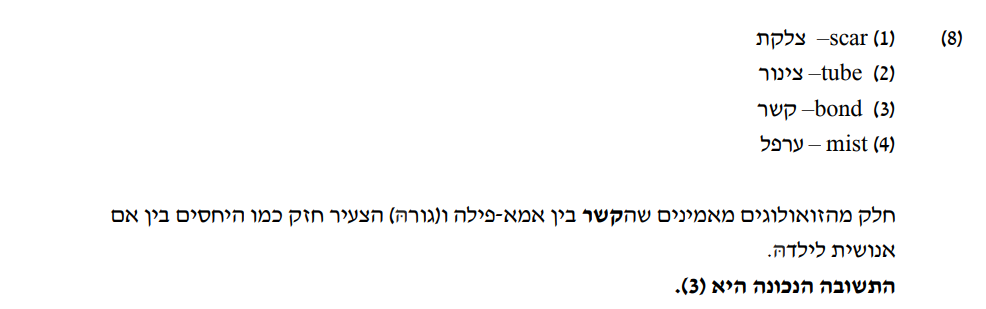 (8) (1) scar– צלקת
(2) tube– צינור
(3) bond– קשר
(4) mist – ערפל
חלק מהזואולוגים מאמינים שהקשר בין אמא-פילה ו(גורהּ) הצעיר חזק כמו היחסים בין אם
אנושית לילדהּ.
התשובה הנכונה היא (3).